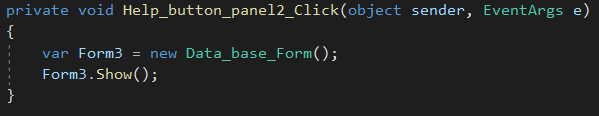 private void Help_button_panel2_Click(object sender, EventArgs e)
{
    var Form3 = new Data_base_Form();
    Form3.Show();
}